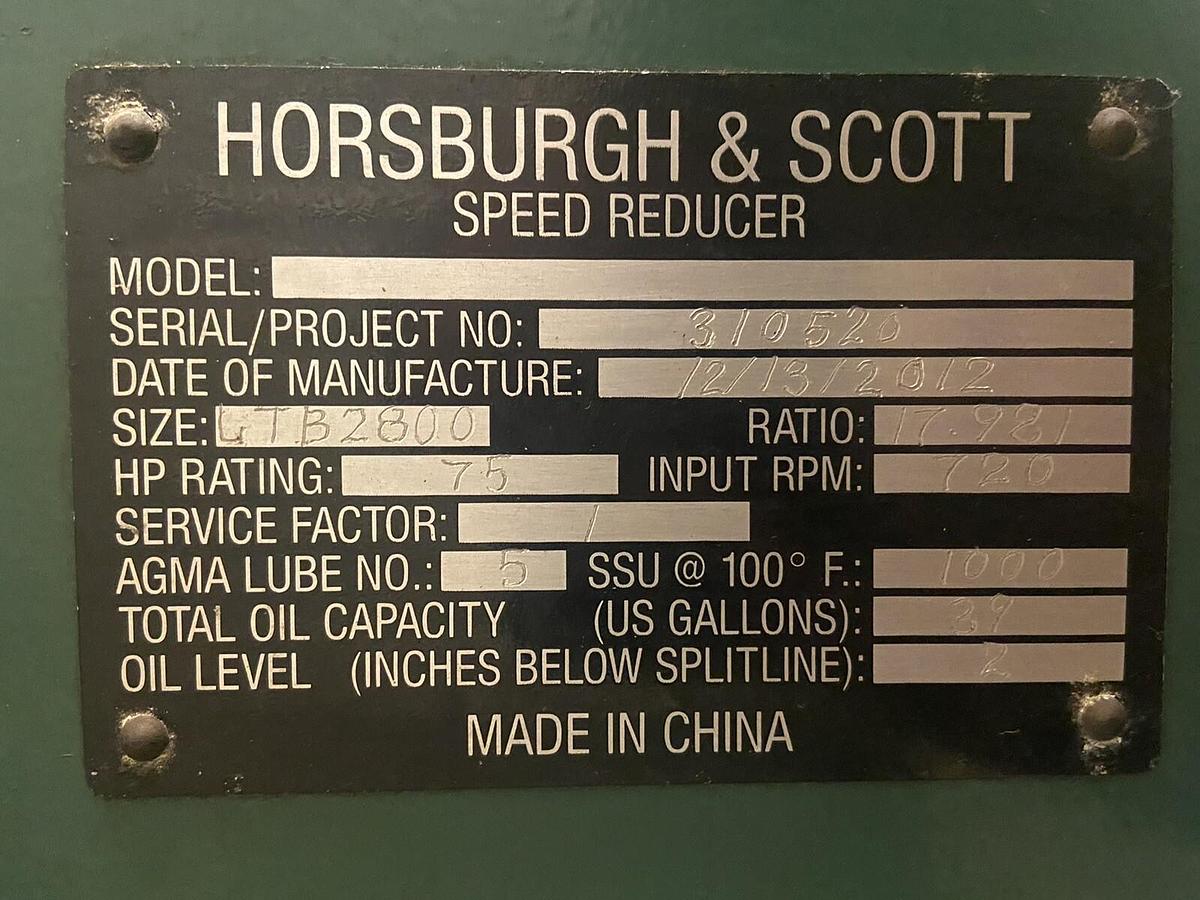 HORSBURGH & SCOTT
SPEED REDUCER
MODEL:
SERIAL/PROJECT NO: 310520
DATE OF MANUFACTURE: 12/13/2012
SIZE: LTB2800 RATIO: 17.981
HP RATING: 75 INPUT RPM: 720
SERVICE FACTOR: 1
AGMA LUBE NO.: 5 SSU @ 100° F.: 1000
TOTAL OIL CAPACITY (US GALLONS): 39
OIL LEVEL (INCHES BELOW SPLITLINE): 2
MADE IN CHINA